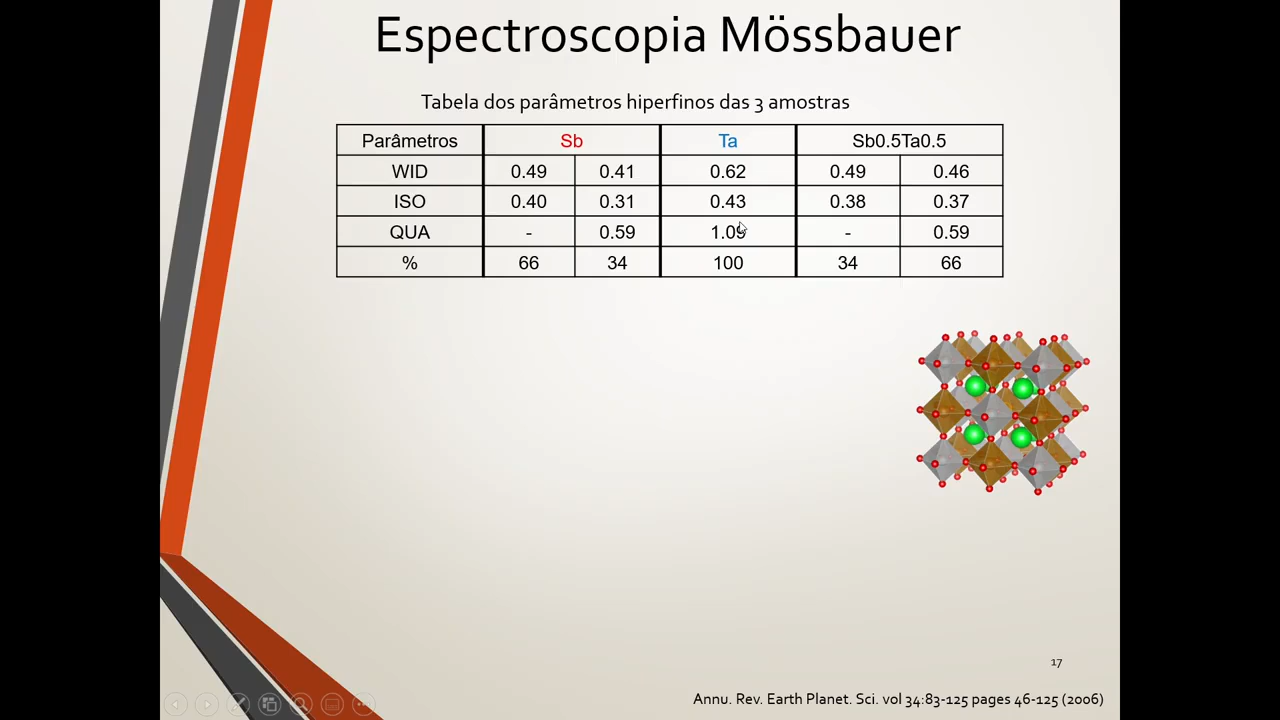 Espectroscopia Mössbauer
Tabela dos parâmetros hiperfinos das 3 amostras
Parâmetros Sb Ta Sb0.5Ta0.5
WID 0.49 0.41 0.62 0.49 0.46
ISO 0.40 0.31 0.43 0.38 0.37
QUA - 0.59 1.09 - 0.59
% 66 34 100 34 66
17
Annu. Rev. Earth Planet. Sci. vol 34:83-125 pages 46-125 (2006)